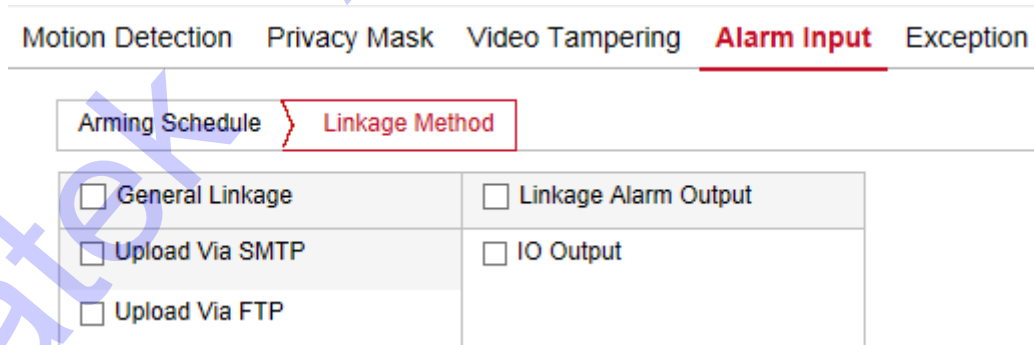 Motion Detection Privacy Mask Video Tampering Alarm Input Exception
Arming Schedule Linkage Method
General Linkage Linkage Alarm Output
Upload Via SMTP IO Output
Upload Via FTP
atek